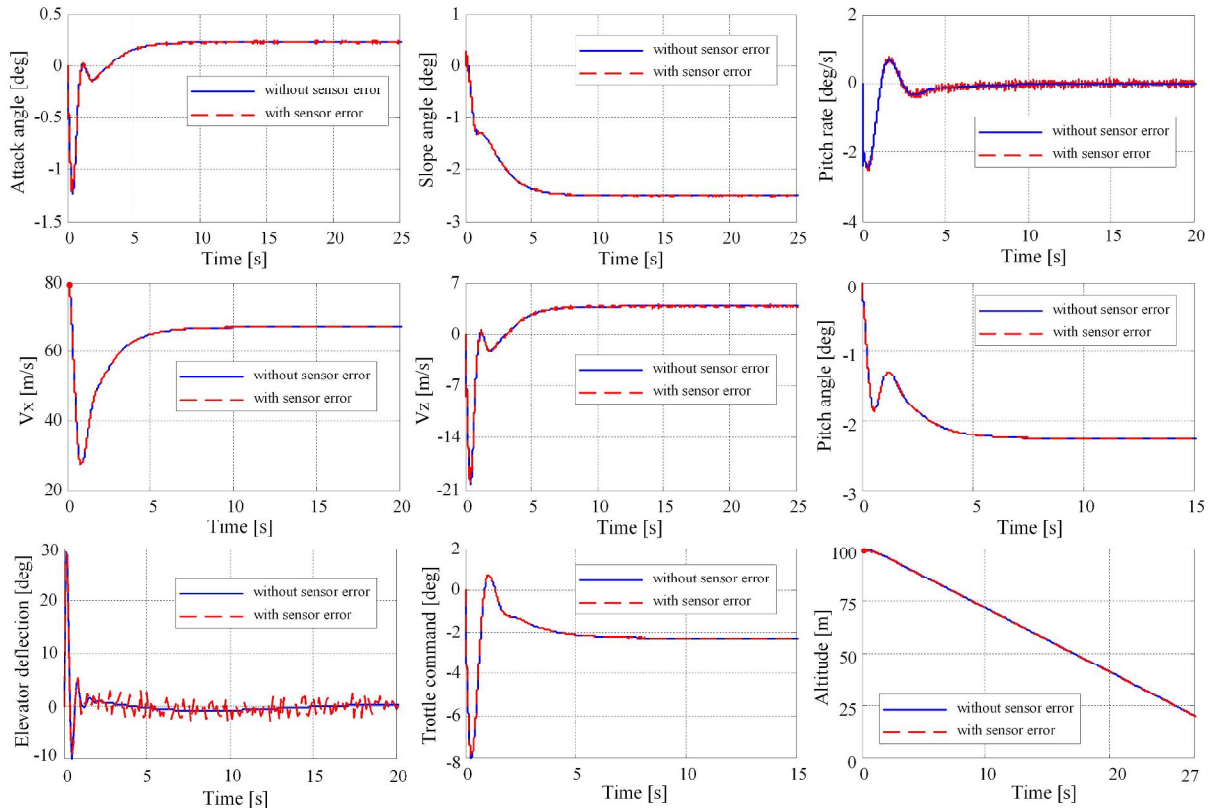 Attack angle [deg]
0.5
0
-0.5
-1
-1.5
without sensor error
with sensor error
0 5 10 15 20 25
Time [s]
Slope angle [deg]
1
0
-1
-2
-3
without sensor error
with sensor error
0 5 10 15 20 25
Time [s]
Pitch rate [deg/s]
2
0
-2
-4
without sensor error
with sensor error
0 5 10 15 20
Time [s]
Vx [m/s]
80
60
40
20
without sensor error
with sensor error
0 5 10 15 20
Time [s]
Vz [m/s]
7
0
-7
-14
-21
without sensor error
with sensor error
0 5 10 15 20 25
Time [s]
Pitch angle [deg]
0
-1
-2
-3
without sensor error
with sensor error
0 5 10 15
Time [s]
Elevator deflection [deg]
30
20
10
0
-10
without sensor error
with sensor error
0 5 10 15 20
Time [s]
Trottle command [deg]
2
0
-2
-4
-6
-8
without sensor error
with sensor error
0 5 10 15
Time [s]
Altitude [m]
100
75
50
25
0
without sensor error
with sensor error
0 10 20 27
Time [s]